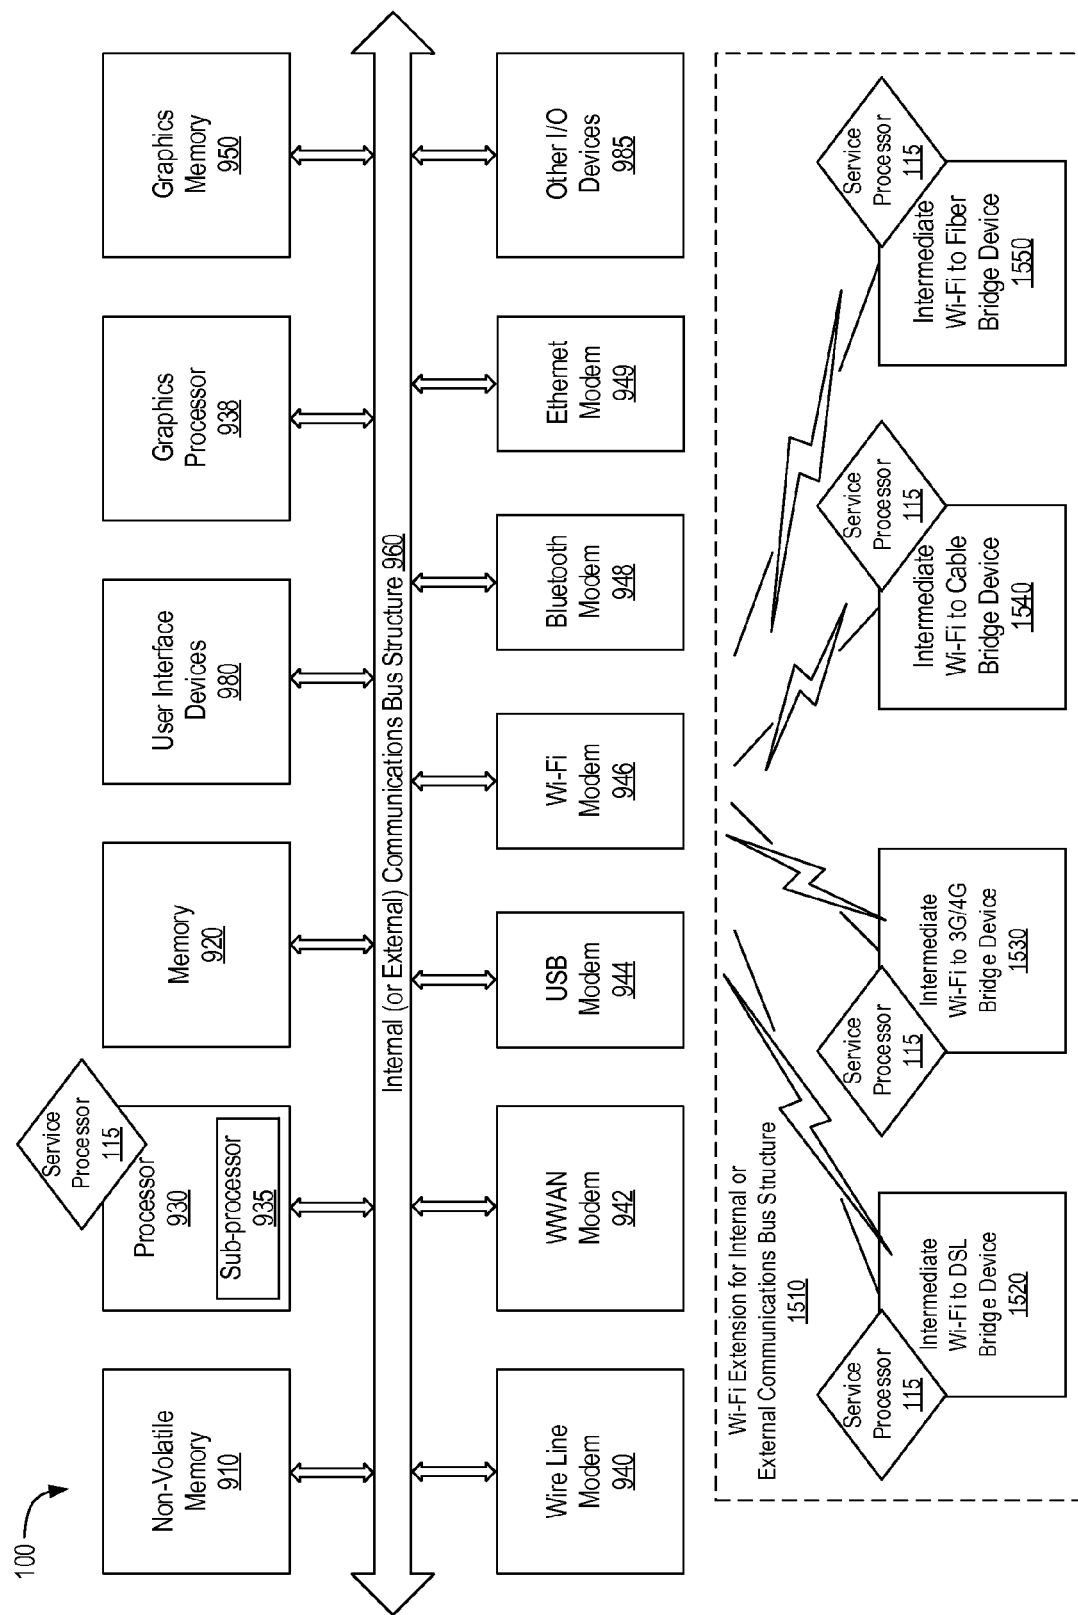 100
Non-Volatile
Memory
910
Service
Processor
115
Processor
930
Sub-processor
935
Memory
920
User Interface
Devices
980
Graphics
Processor
938
Graphics
Memory
950
Internal (or External) Communications Bus Structure 960
Wire Line
Modem
940
WWAN
Modem
942
USB
Modem
944
Wi-Fi
Modem
946
Bluetooth
Modem
948
Ethernet
Modem
949
Other I/O
Devices
985
Wi-Fi Extension for Internal or
External Communications Bus Structure
1510
Service
Processor
115
Intermediate
Wi-Fi to DSL
Bridge Device
1520
Service
Processor
115
Intermediate
Wi-Fi to 3G/4G
Bridge Device
1530
Service
Processor
115
Intermediate
Wi-Fi to Cable
Bridge Device
1540
Service
Processor
115
Intermediate
Wi-Fi to Fiber
Bridge Device
1550